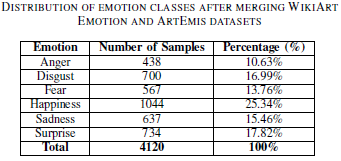 DISTRIBUTION OF EMOTION CLASSES AFTER MERGING WIKIART
EMOTION AND ARTEMIS DATASETS
Emotion Number of Samples Percentage (%)
Anger 438 10.63%
Disgust 700 16.99%
Fear 567 13.76%
Happiness 1044 25.34%
Sadness 637 15.46%
Surprise 734 17.82%
Total 4120 100%